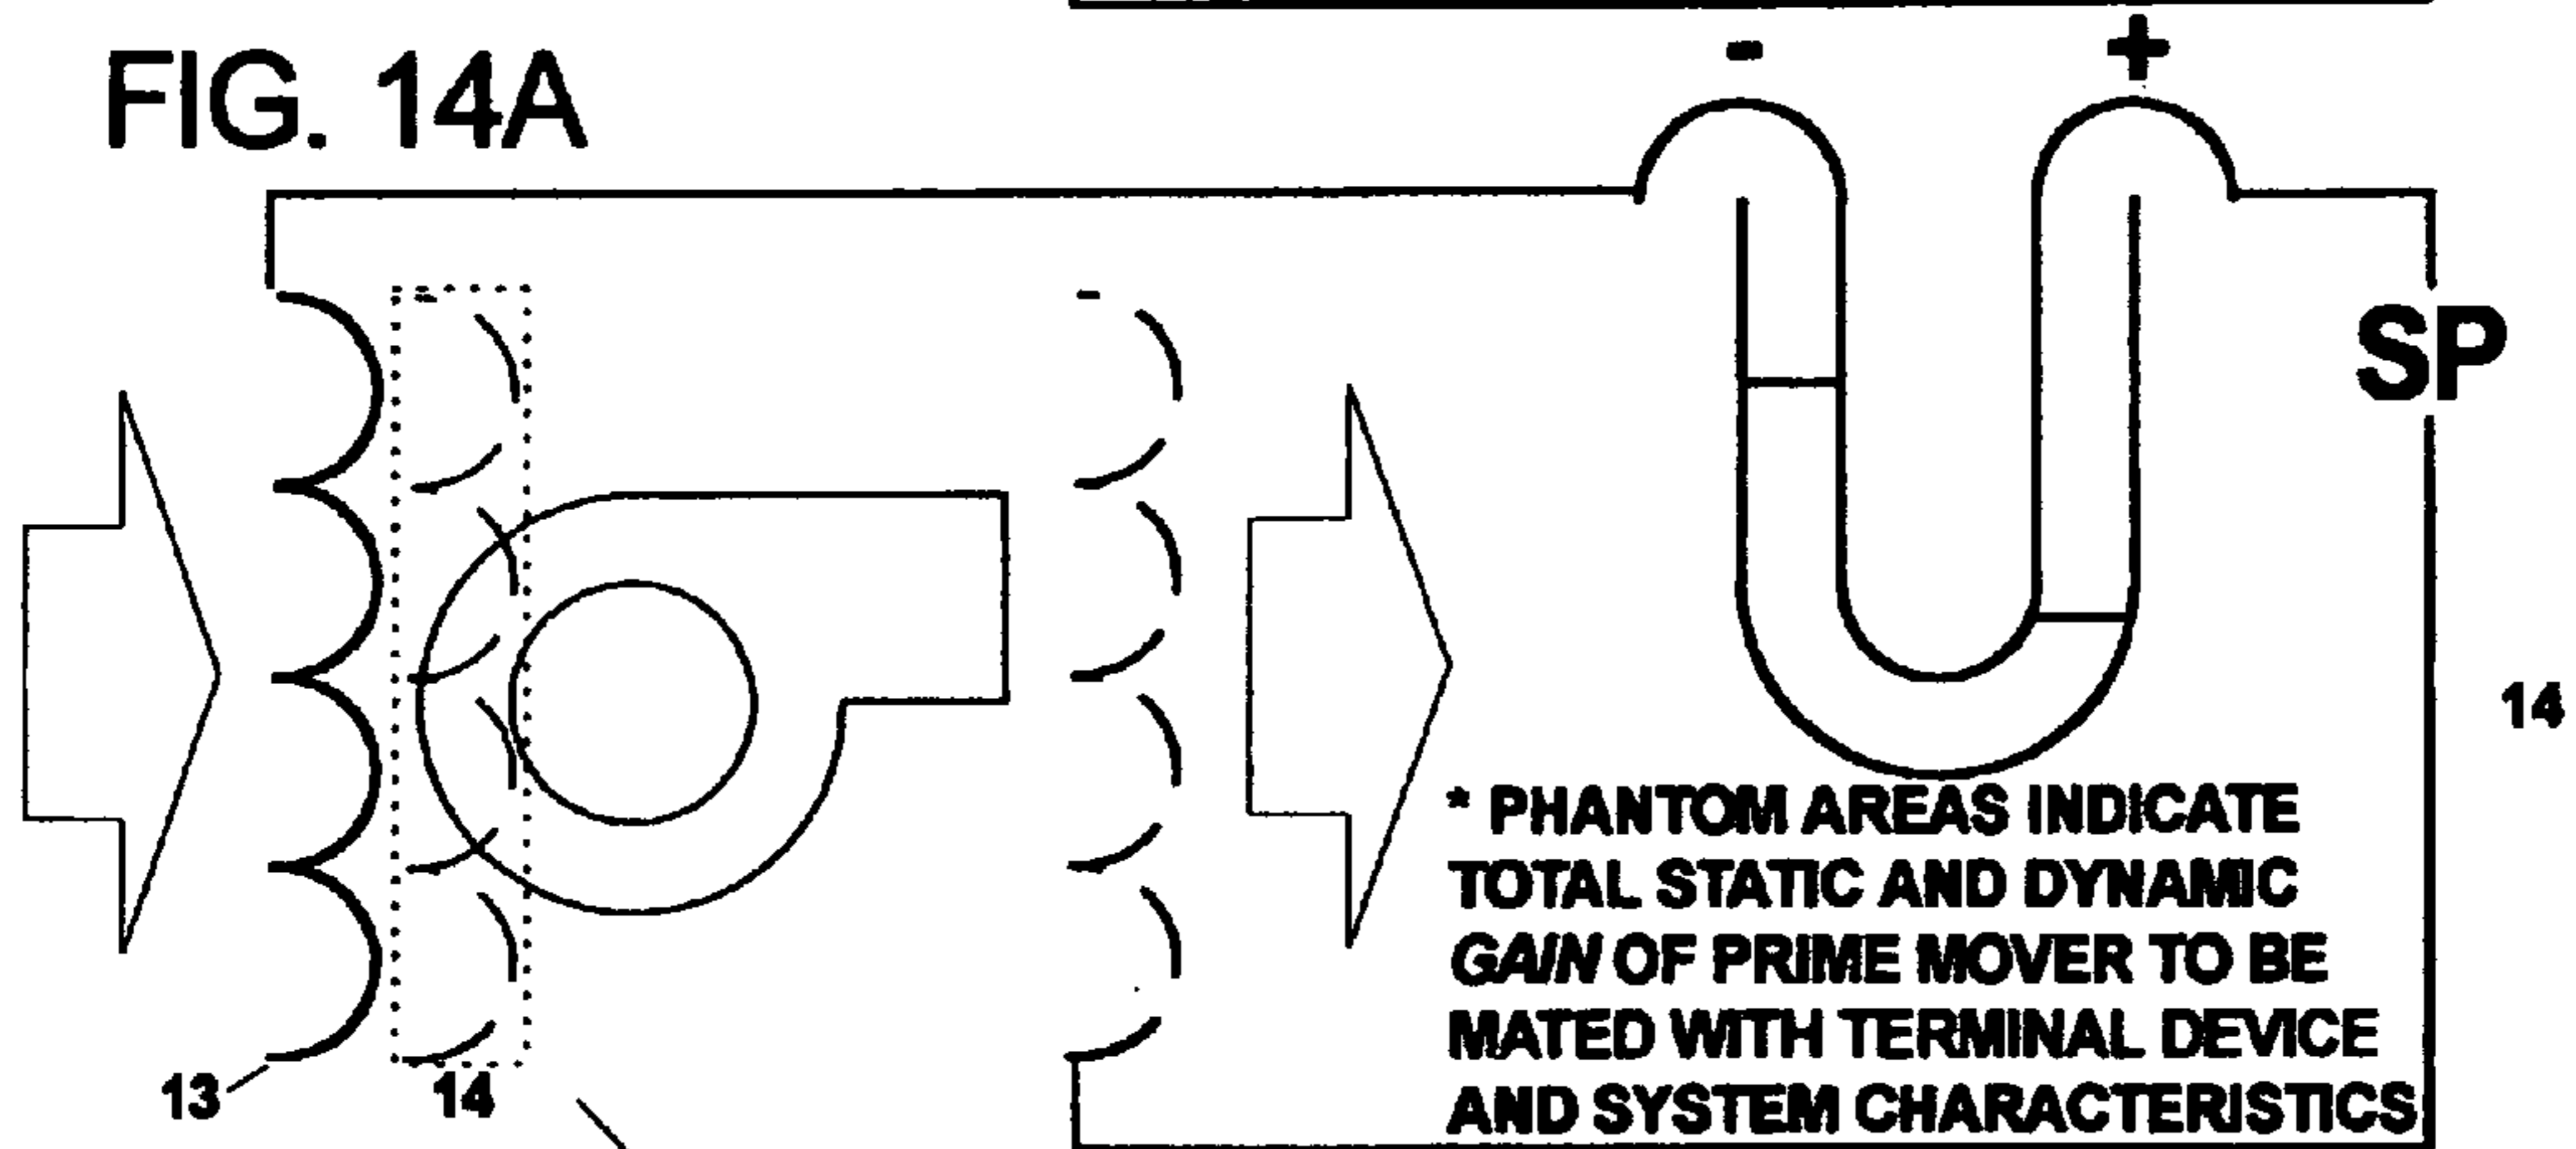 FIG. 14A
- +
- -
SP
14
* PHANTOM AREAS INDICATE
TOTAL STATIC AND DYNAMIC
GAIN OF PRIME MOVER TO BE
MATED WITH TERMINAL DEVICE
AND SYSTEM CHARACTERISTICS
13 14